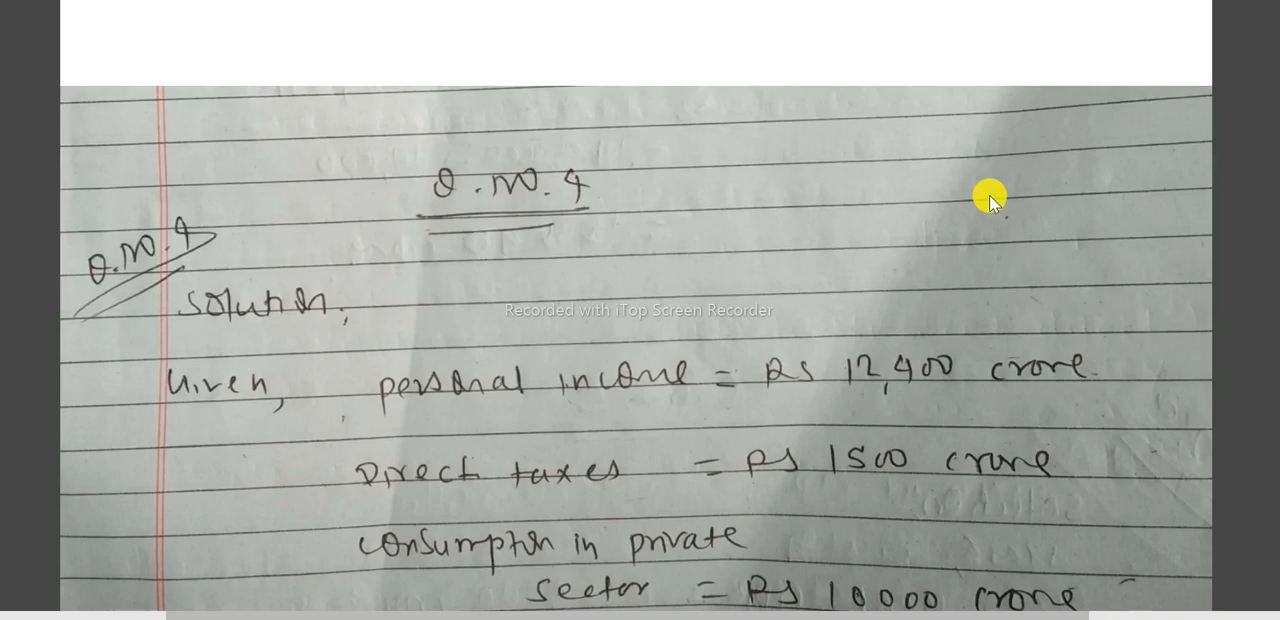 Q.NO.4
Q.NO.4
Solution,
Recorded with iTop Screen Recorder
Given, personal income = Rs 12,400 crore.
Direct taxes = Rs 1500 crore
Consumption in private
sector = Rs 10000 crore